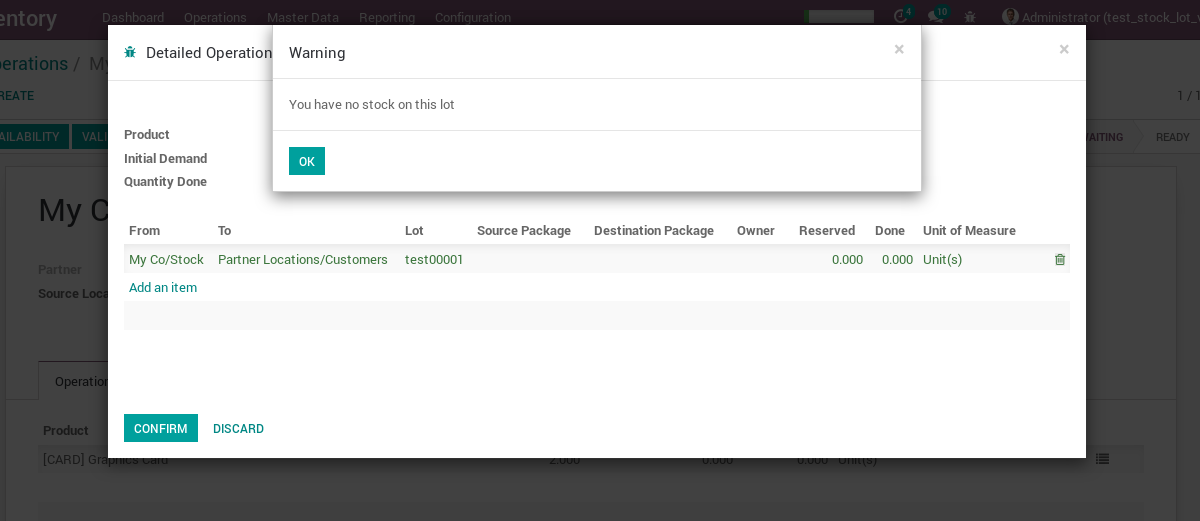 entory Dashboard Operations Master Data Reporting Configuration 4 10 Administrator (test_stock_lot_v
erations / My
REATE 1 / 1
AILABILITY VALI AITING READY
Detailed Operation
×
Warning ×
You have no stock on this lot
OK
Product
Initial Demand
Quantity Done
My C
Partner
Source Loca
From To Lot Source Package Destination Package Owner Reserved Done Unit of Measure
My Co/Stock Partner Locations/Customers test00001 0.000 0.000 Unit(s)
Add an item
Operation
CONFIRM DISCARD
Product
[CARD] Graphics Card 2.000 0.000 0.000 Unit(s)